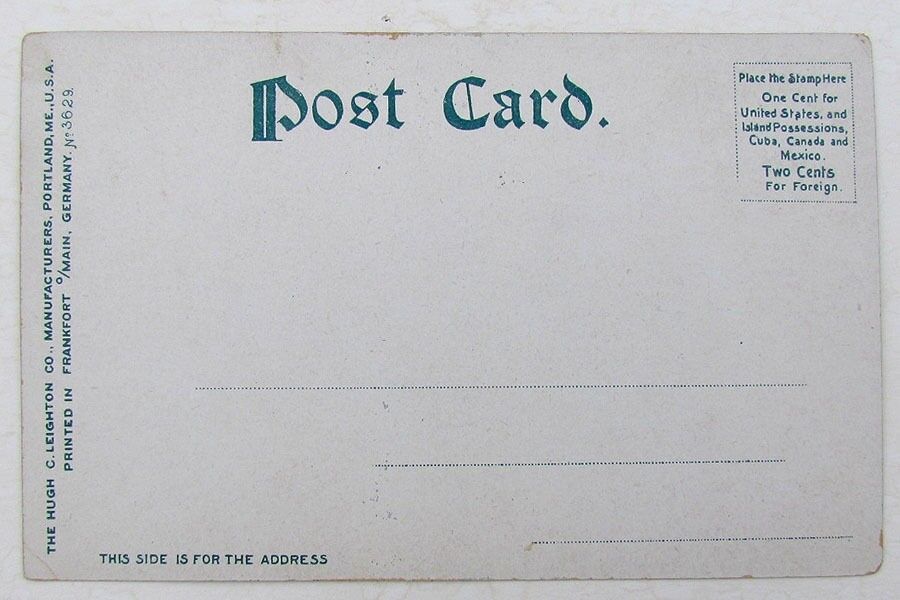 Post Card.
Place the Stamp Here
One Cent for
United States, and
Island Possessions,
Cuba, Canada and
Mexico.
Two Cents
For Foreign.
THE HUGH C. LEIGHTON CO., MANUFACTURERS, PORTLAND, ME., U.S.A.
PRINTED IN FRANKFORT O/MAIN, GERMANY. No 3629.
THIS SIDE IS FOR THE ADDRESS